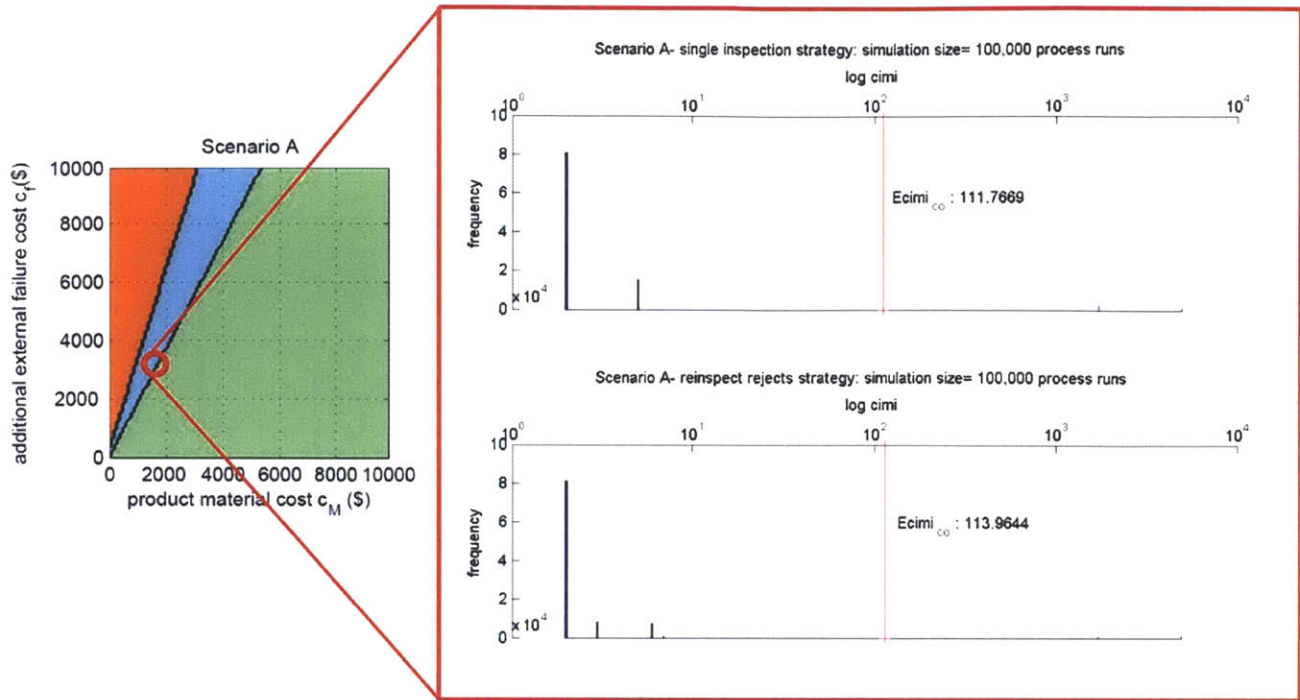 Scenario A
10000
8000
6000
4000
2000
0
additional external failure cost c_f($)
0 2000 4000 6000 8000 10000
product material cost c_M ($)
Scenario A- single inspection strategy: simulation size= 100,000 process runs
log cimi
10^0 10^1 10^2 10^3 10^4
10
8
6
4
2
0
×10^4
frequency
Ecimi_co : 111.7669
Scenario A- reinspect rejects strategy: simulation size= 100,000 process runs
log cimi
10^0 10^1 10^2 10^3 10^4
10
8
6
4
2
0
×10^4
frequency
Ecimi_co : 113.9644